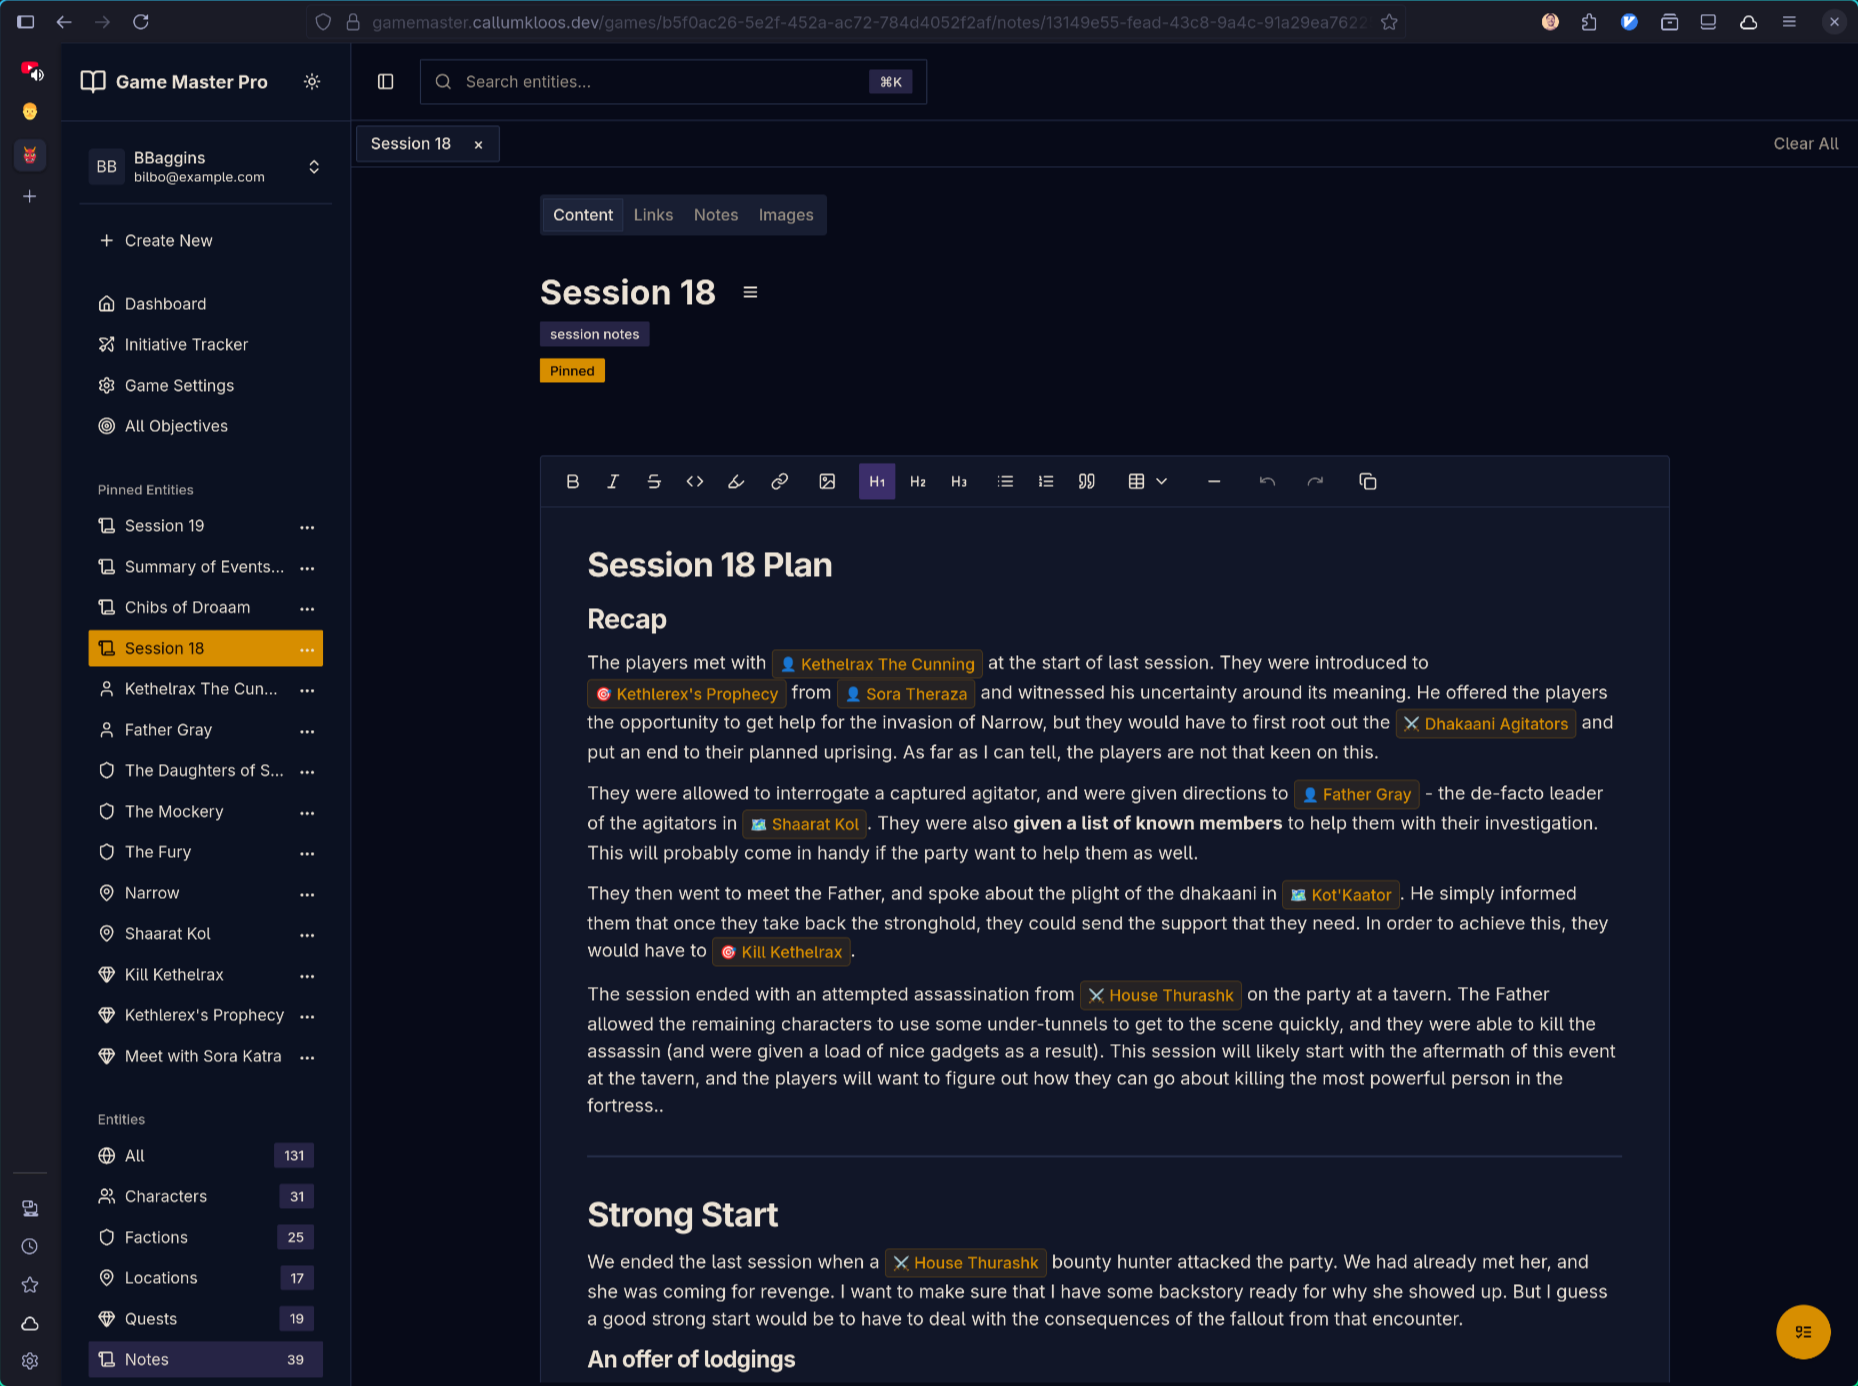 gamemaster.callumkloos.dev/games/b5f0ac26-5e2f-452a-ac72-784d4052f2af/notes/13149e55-fead-43c8-9a4c-91a29ea7622
Game Master Pro
Search entities...
⌘K
Session 18
Clear All
BB
BBaggins
bilbo@example.com
Create New
Dashboard
Initiative Tracker
Game Settings
All Objectives
Pinned Entities
Session 19
Summary of Events...
Chibs of Droaam
Session 18
Kethelrax The Cun...
Father Gray
The Daughters of S...
The Mockery
The Fury
Narrow
Shaarat Kol
Kill Kethelrax
Kethlerex's Prophecy
Meet with Sora Katra
Entities
All 131
Characters 31
Factions 25
Locations 17
Quests 19
Notes 39
Content Links Notes Images
Session 18
session notes
Pinned
H1 H2 H3
Session 18 Plan
Recap
The players met with Kethelrax The Cunning at the start of last session. They were introduced to
Kethlerex's Prophecy from Sora Theraza and witnessed his uncertainty around its meaning. He offered the players
the opportunity to get help for the invasion of Narrow, but they would have to first root out the Dhakaani Agitators and
put an end to their planned uprising. As far as I can tell, the players are not that keen on this.
They were allowed to interrogate a captured agitator, and were given directions to Father Gray - the de-facto leader
of the agitators in Shaarat Kol. They were also given a list of known members to help them with their investigation.
This will probably come in handy if the party want to help them as well.
They then went to meet the Father, and spoke about the plight of the dhakaani in Kot'Kaator. He simply informed
them that once they take back the stronghold, they could send the support that they need. In order to achieve this, they
would have to Kill Kethelrax.
The session ended with an attempted assassination from House Thurashk on the party at a tavern. The Father
allowed the remaining characters to use some under-tunnels to get to the scene quickly, and they were able to kill the
assassin (and were given a load of nice gadgets as a result). This session will likely start with the aftermath of this event
at the tavern, and the players will want to figure out how they can go about killing the most powerful person in the
fortress..
Strong Start
We ended the last session when a House Thurashk bounty hunter attacked the party. We had already met her, and
she was coming for revenge. I want to make sure that I have some backstory ready for why she showed up. But I guess
a good strong start would be to have to deal with the consequences of the fallout from that encounter.
An offer of lodgings